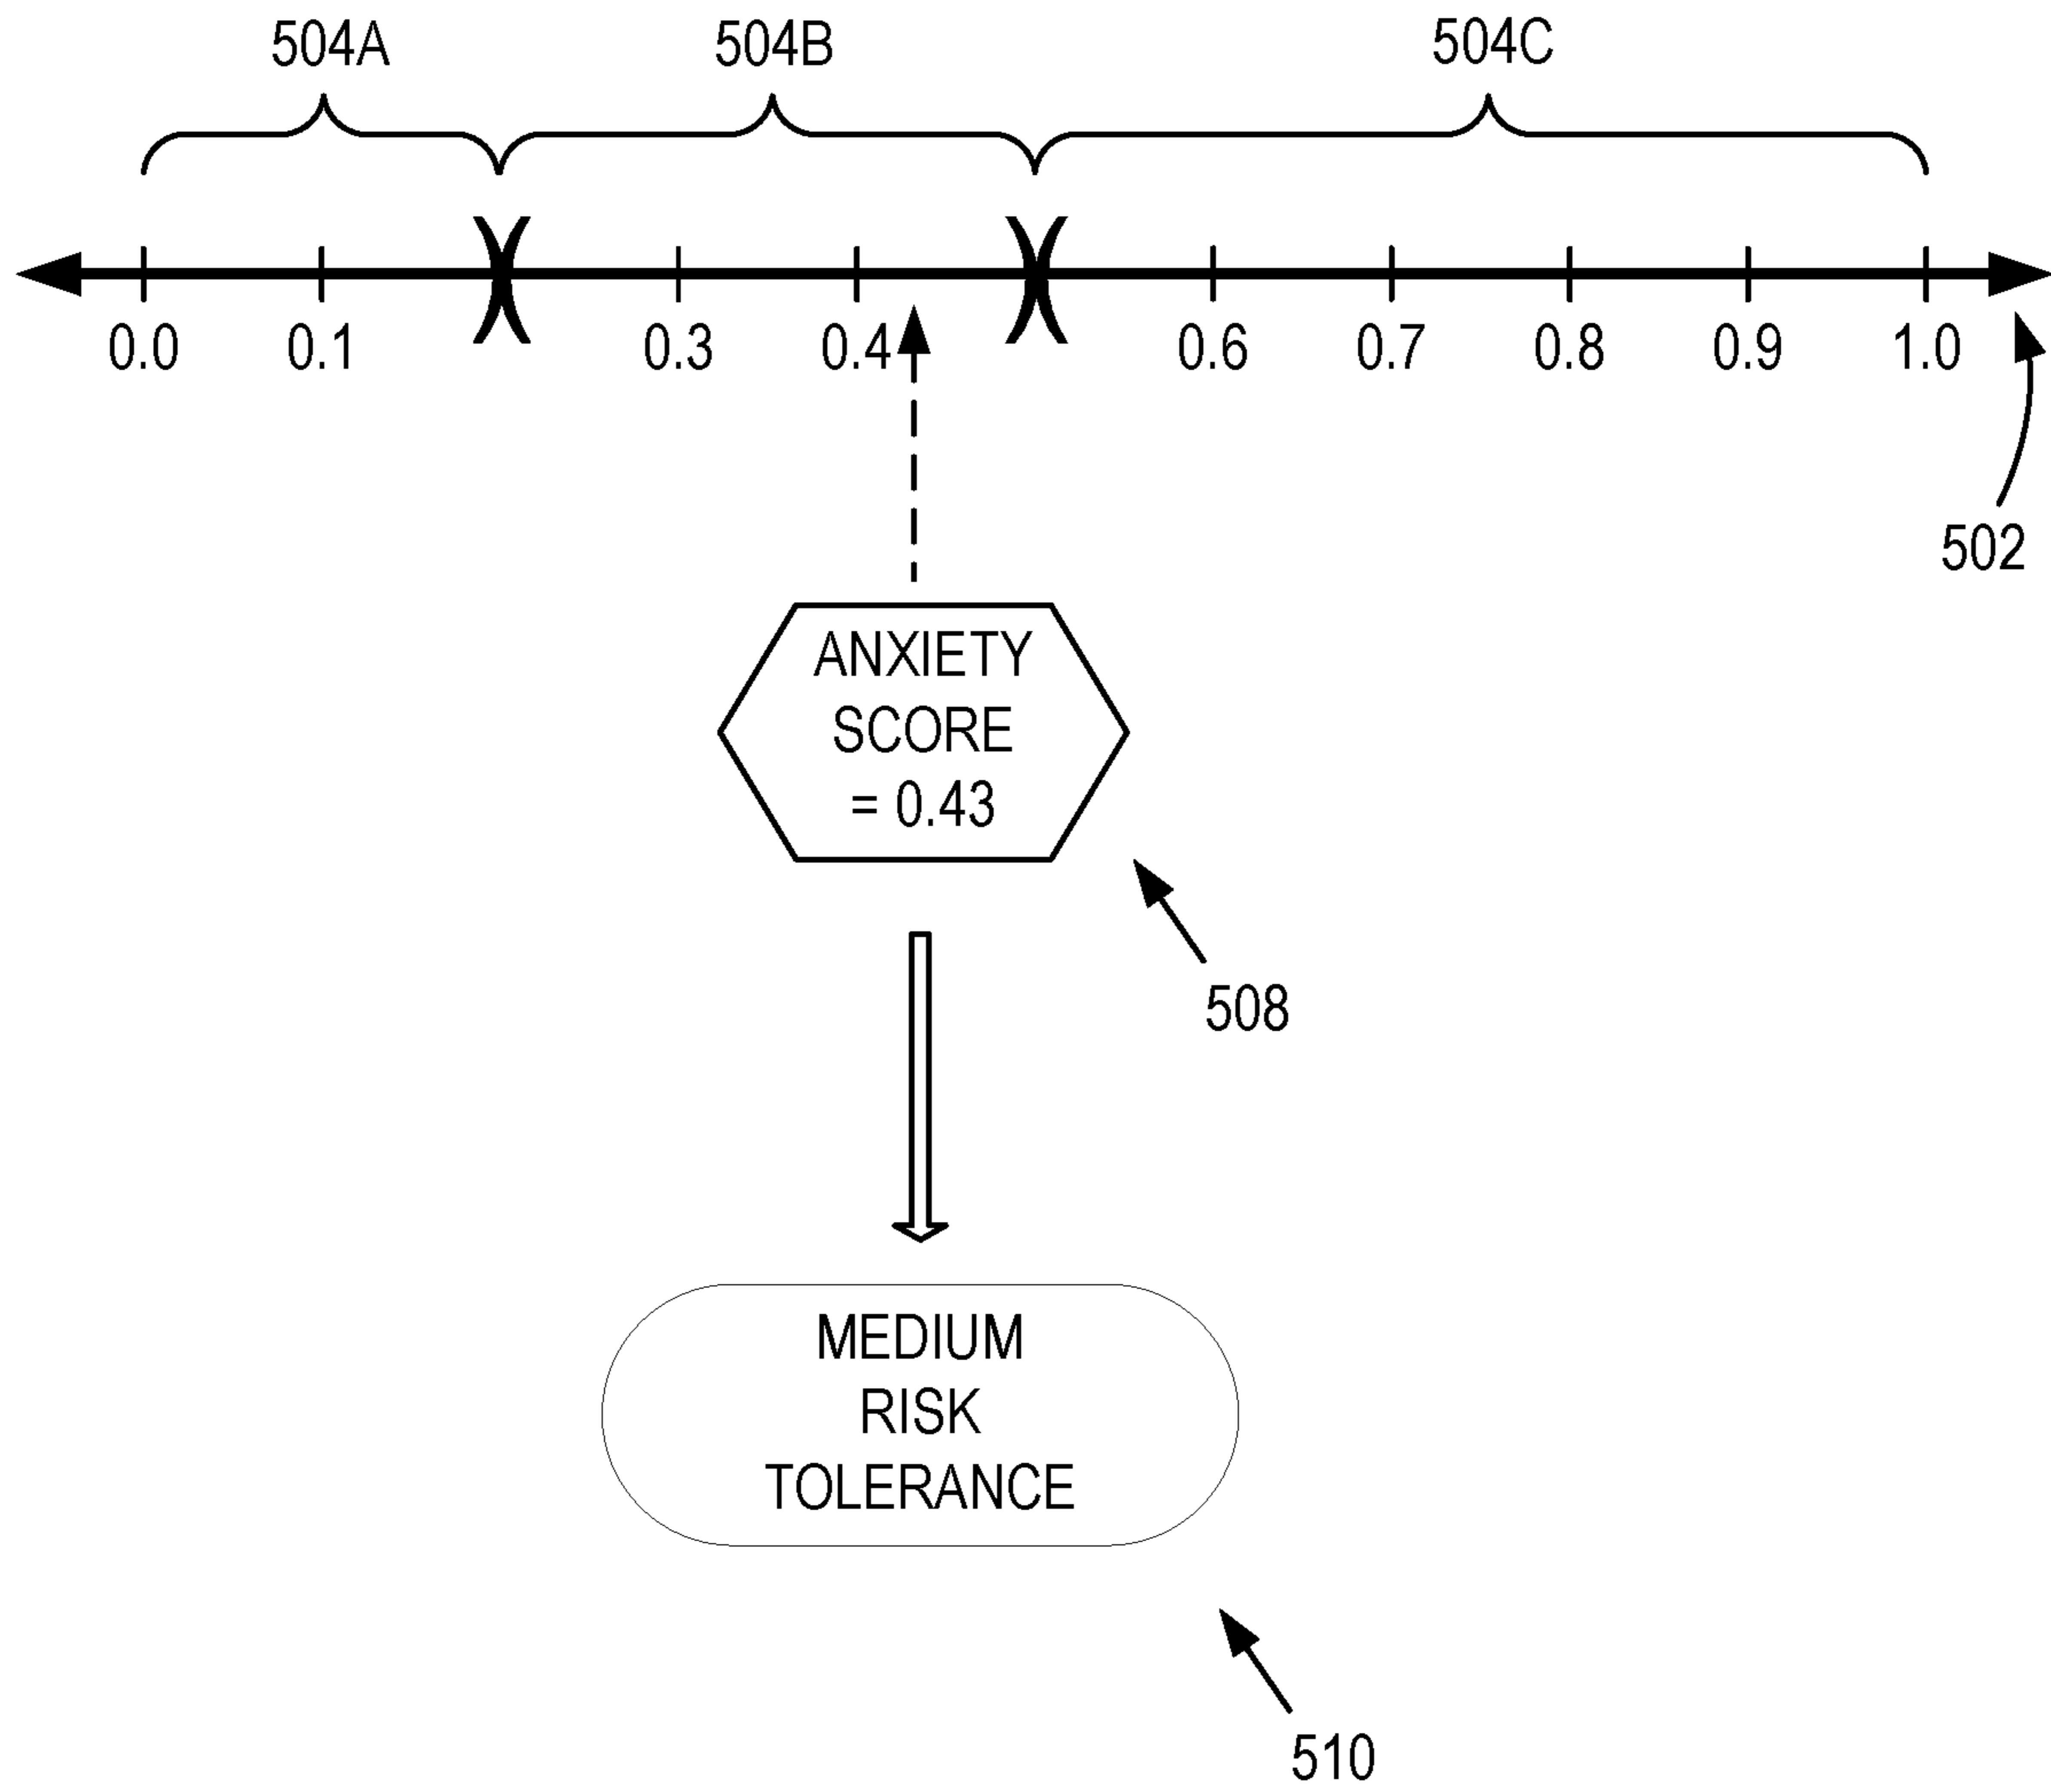 504A 504B 504C
0.0 0.1 0.3 0.4 0.6 0.7 0.8 0.9 1.0
502
ANXIETY
SCORE
= 0.43
508
MEDIUM
RISK
TOLERANCE
510